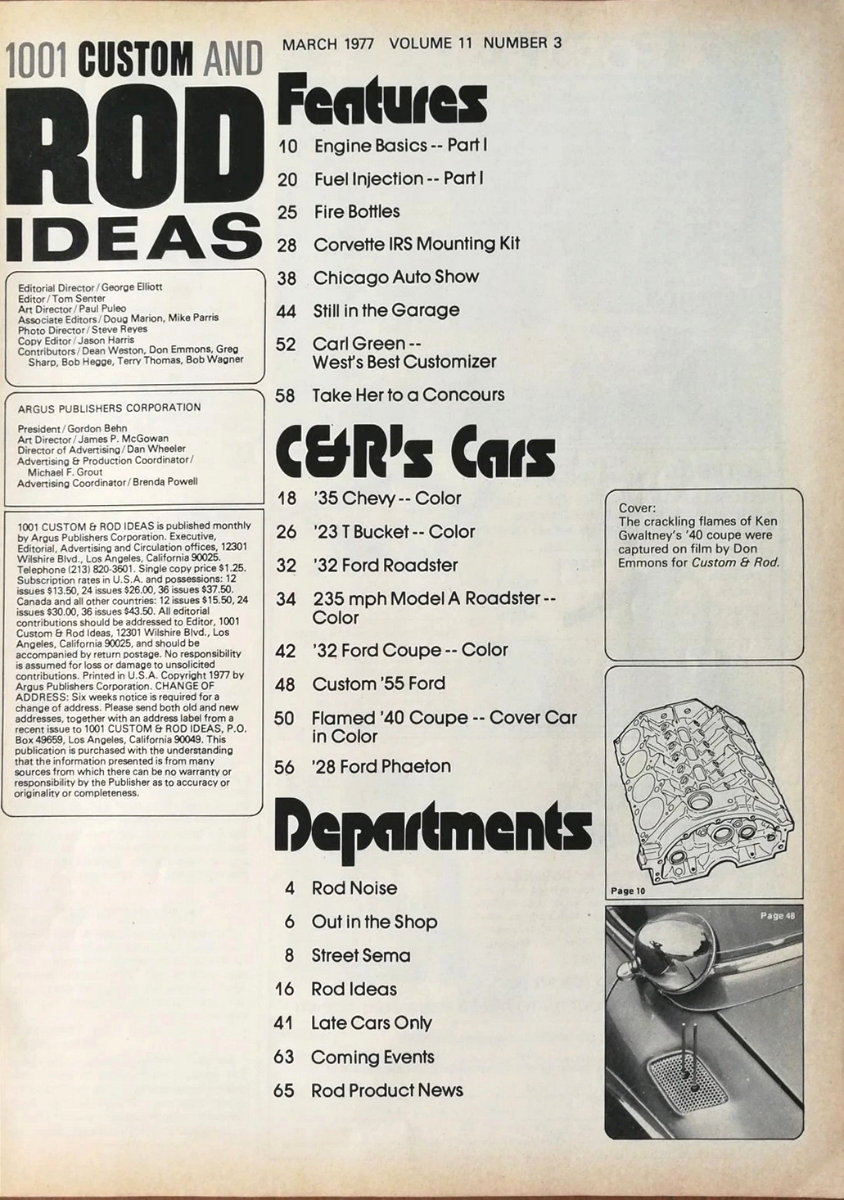 1001 CUSTOM AND
ROD
IDEAS
MARCH 1977 VOLUME 11 NUMBER 3
Editorial Director/George Elliott
Editor/Tom Senter
Art Director/Paul Puleo
Associate Editors/Doug Marion, Mike Parris
Photo Director/Steve Reyes
Copy Editor/Jason Harris
Contributors/Dean Weston, Don Emmons, Greg
Sharp, Bob Hegge, Terry Thomas, Bob Wagner
ARGUS PUBLISHERS CORPORATION
President/Gordon Behn
Art Director/James P. McGowan
Director of Advertising/Dan Wheeler
Advertising & Production Coordinator/
Michael F. Grout
Advertising Coordinator/Brenda Powell
1001 CUSTOM & ROD IDEAS is published monthly
by Argus Publishers Corporation. Executive,
Editorial, Advertising and Circulation offices, 12301
Wilshire Blvd., Los Angeles, California 90025.
Telephone (213) 820-3601. Single copy price $1.25.
Subscription rates in U.S.A. and possessions: 12
issues $13.50, 24 issues $26.00, 36 issues $37.50.
Canada and all other countries: 12 issues $15.50, 24
issues $30.00, 36 issues $43.50. All editorial
contributions should be addressed to Editor, 1001
Custom & Rod Ideas, 12301 Wilshire Blvd., Los
Angeles, California 90025, and should be
accompanied by return postage. No responsibility
is assumed for loss or damage to unsolicited
contributions. Printed in U.S.A. Copyright 1977 by
Argus Publishers Corporation. CHANGE OF
ADDRESS: Six weeks notice is required for a
change of address. Please send both old and new
addresses, together with an address label from a
recent issue to 1001 CUSTOM & ROD IDEAS, P.O.
Box 49659, Los Angeles, California 90049. This
publication is purchased with the understanding
that the information presented is from many
sources from which there can be no warranty or
responsibility by the Publisher as to accuracy or
originality or completeness.
Features
10 Engine Basics -- Part I
20 Fuel Injection -- Part I
25 Fire Bottles
28 Corvette IRS Mounting Kit
38 Chicago Auto Show
44 Still in the Garage
52 Carl Green --
West's Best Customizer
58 Take Her to a Concours
C&R's Cars
18 '35 Chevy -- Color
26 '23 T Bucket -- Color
32 '32 Ford Roadster
34 235 mph Model A Roadster --
Color
42 '32 Ford Coupe -- Color
48 Custom '55 Ford
50 Flamed '40 Coupe -- Cover Car
in Color
56 '28 Ford Phaeton
Departments
4 Rod Noise
6 Out in the Shop
8 Street Sema
16 Rod Ideas
41 Late Cars Only
63 Coming Events
65 Rod Product News
Cover:
The crackling flames of Ken
Gwaltney's '40 coupe were
captured on film by Don
Emmons for Custom & Rod.
Page 10
Page 48